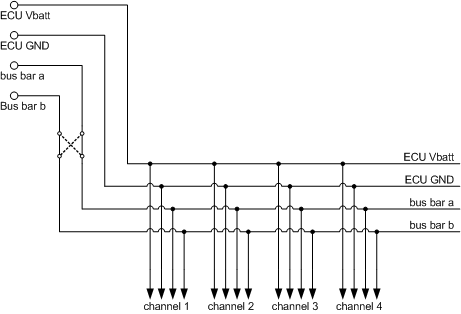 ECU Vbatt
ECU GND
bus bar a
Bus bar b
ECU Vbatt
ECU GND
bus bar a
bus bar b
channel 1
channel 2
channel 3
channel 4